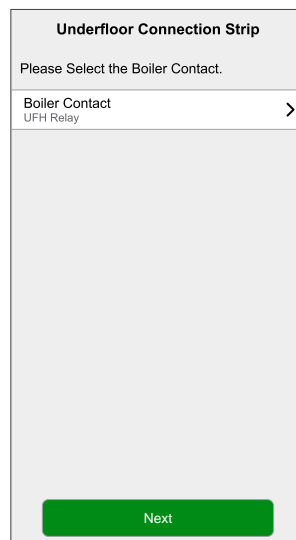 Underfloor Connection Strip
Please Select the Boiler Contact.
Boiler Contact
UFH Relay
Next